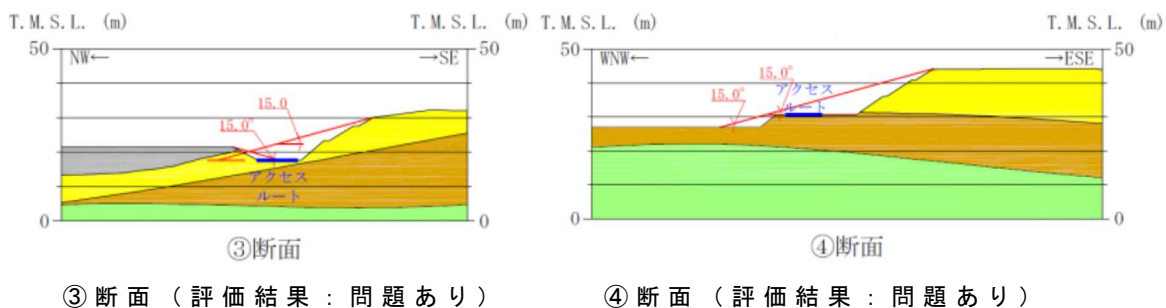 T.M.S.L. (m)
T.M.S.L. (m)
50
NW←
→SE
50
15.0
15.0°
アクセス
ルート
0
0
③断面
③断面（評価結果：問題あり）
T.M.S.L. (m)
T.M.S.L. (m)
50
WNW←
→ESE
50
15.0°
アクセス
15.0°
ルート
0
0
④断面
④断面（評価結果：問題あり）